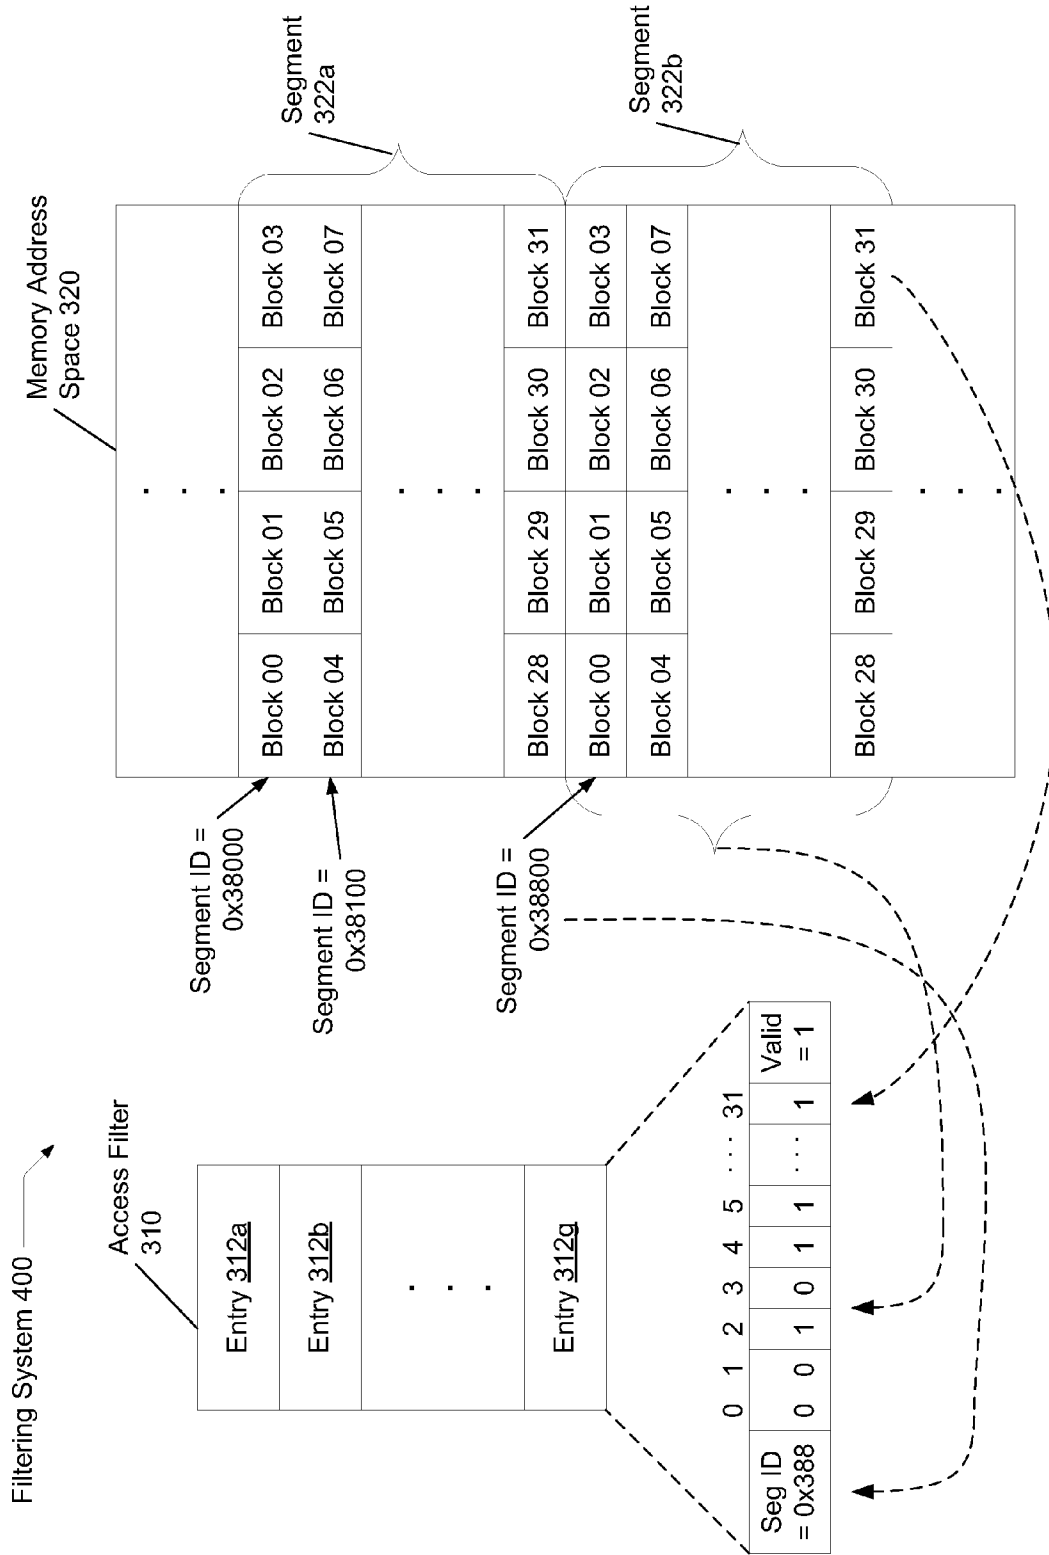 Filtering System 400
Access Filter
310
Entry 312a
Entry 312b
. . .
Entry 312g
0 1 2 3 4 5 . . . 31
Seg ID
= 0x388
0 0 1 0 1 1 . . . 1
Valid
= 1
Memory Address
Space 320
. . .
Segment ID =
0x38000
Block 00 Block 01 Block 02 Block 03
Segment ID =
0x38100
Block 04 Block 05 Block 06 Block 07
. . .
Block 28 Block 29 Block 30 Block 31
Segment
322a
Segment ID =
0x38800
Block 00 Block 01 Block 02 Block 03
Block 04 Block 05 Block 06 Block 07
. . .
Block 28 Block 29 Block 30 Block 31
Segment
322b
. . .